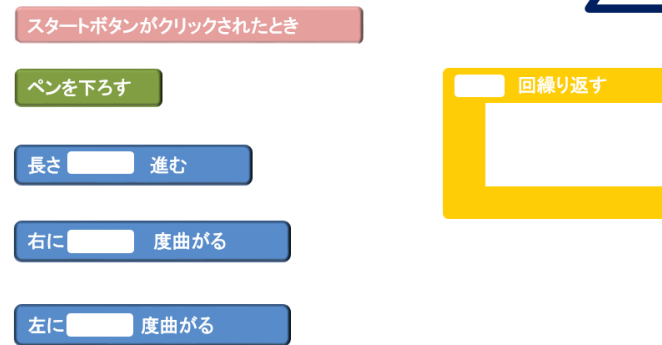 スタートボタンがクリックされたとき
ペンを下ろす
回繰り返す
長さ 進む
右に 度曲がる
左に 度曲がる